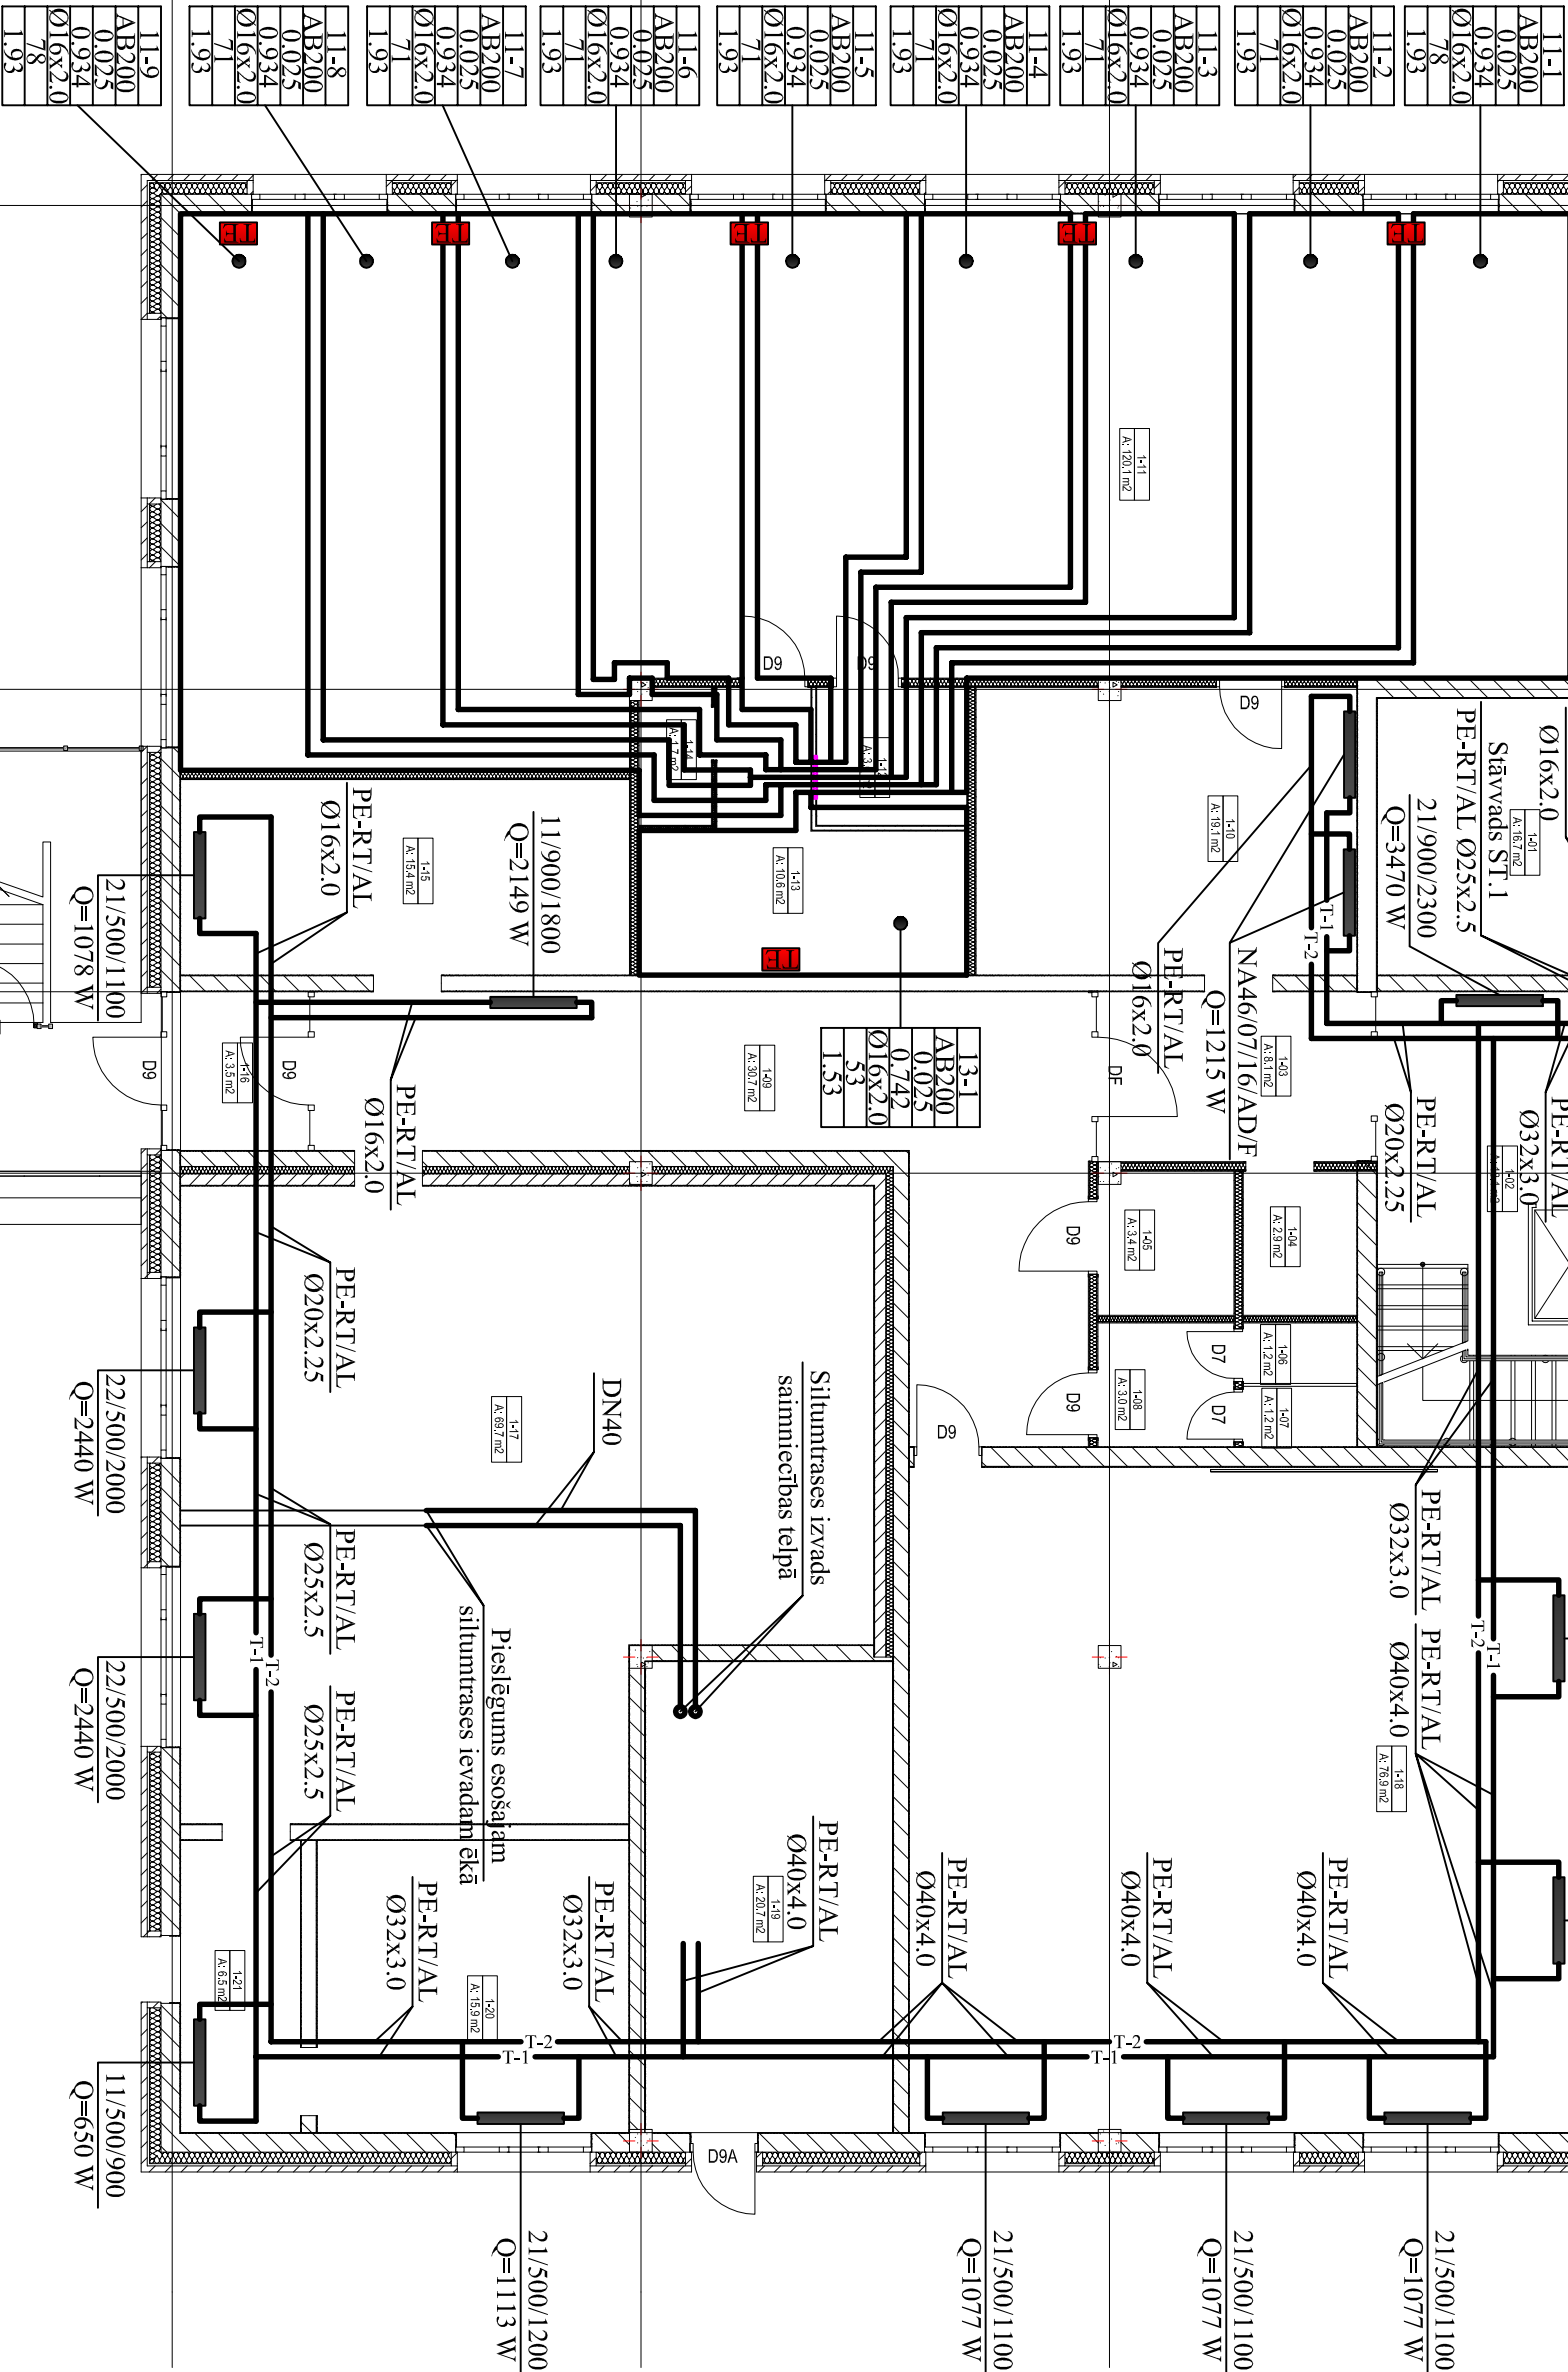 11-1
AB200
0.025
0.934
Ø16x2.0
78
1.93
11-2
AB200
0.025
0.934
Ø16x2.0
71
1.93
11-3
AB200
0.025
0.934
Ø16x2.0
71
1.93
11-4
AB200
0.025
0.934
Ø16x2.0
71
1.93
11-5
AB200
0.025
0.934
Ø16x2.0
71
1.93
11-6
AB200
0.025
0.934
Ø16x2.0
71
1.93
11-7
AB200
0.025
0.934
Ø16x2.0
71
1.93
11-8
AB200
0.025
0.934
Ø16x2.0
71
1.93
11-9
AB200
0.025
0.934
Ø16x2.0
78
1.93
1-11
A: 120.1 m2
D9
D9
D9
Ø16x2.0
1-01
A: 16.7 m2
Stāvvads ST.1
PE-RT/AL Ø25x2.5
21/900/2300
Q=3470 W
1-10
A: 19.1 m2
T-1
T-2
1-14
A: 1.7 m2
1-13
A: 10.6 m2
1-15
A: 15.4 m2
PE-RT/AL
Ø16x2.0
11/900/1800
Q=2149 W
21/500/1100
Q=1078 W
NA46/07/16/AD/F
Q=1215 W
PE-RT/AL
Ø16x2.0
13-1
AB200
0.025
0.742
Ø16x2.0
53
1.53
PE-RT/AL
Ø32x3.0
1-02
PE-RT/AL
Ø20x2.25
1-03
A: 8.1 m2
DF
1-09
A: 30.7 m2
D9
1-16
A: 3.5 m2
D9
PE-RT/AL
Ø16x2.0
1-04
A: 2.9 m2
1-05
A: 3.4 m2
D9
1-06
A: 1.2 m2
D7
1-07
A: 1.2 m2
D7
1-08
A: 3.0 m2
D9
D9
PE-RT/AL
Ø20x2.25
22/500/2000
Q=2440 W
DN40
1-17
A: 69.7 m2
Siltumtrases izvads
saimniecības telpā
PE-RT/AL
Ø32x3.0
PE-RT/AL
Ø40x4.0
T-1
T-2
1-18
A: 76.9 m2
PE-RT/AL
Ø25x2.5
T-2
T-1
Pieslēgums esošajam
siltumtrases ievadam ēkā
22/500/2000
Q=2440 W
PE-RT/AL
Ø25x2.5
PE-RT/AL
Ø40x4.0
1-19
A: 20.7 m2
PE-RT/AL
Ø40x4.0
PE-RT/AL
Ø40x4.0
PE-RT/AL
Ø40x4.0
PE-RT/AL
Ø32x3.0
PE-RT/AL
Ø32x3.0
1-20
A: 15.9 m2
1-21
A: 6.5 m2
T-2
T-1
T-2
T-1
11/500/900
Q=650 W
D9A
21/500/1200
Q=1113 W
21/500/1100
Q=1077 W
21/500/1100
Q=1077 W
21/500/1100
Q=1077 W